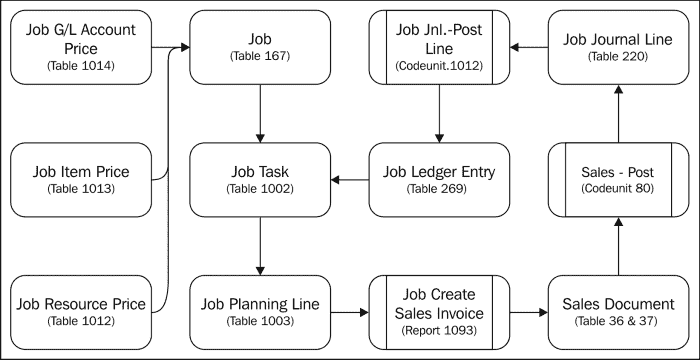 Job G/L Account
Price
(Table 1014)
Job
(Table 167)
Job Jnl.-Post
Line
(Codeunit.1012)
Job Journal Line
(Table 220)
Job Item Price
(Table 1013)
Job Task
(Table 1002)
Job Ledger Entry
(Table 269)
Sales - Post
(Codeunit 80)
Job Resource Price
(Table 1012)
Job Planning Line
(Table 1003)
Job Create
Sales Invoice
(Report 1093)
Sales Document
(Table 36 & 37)